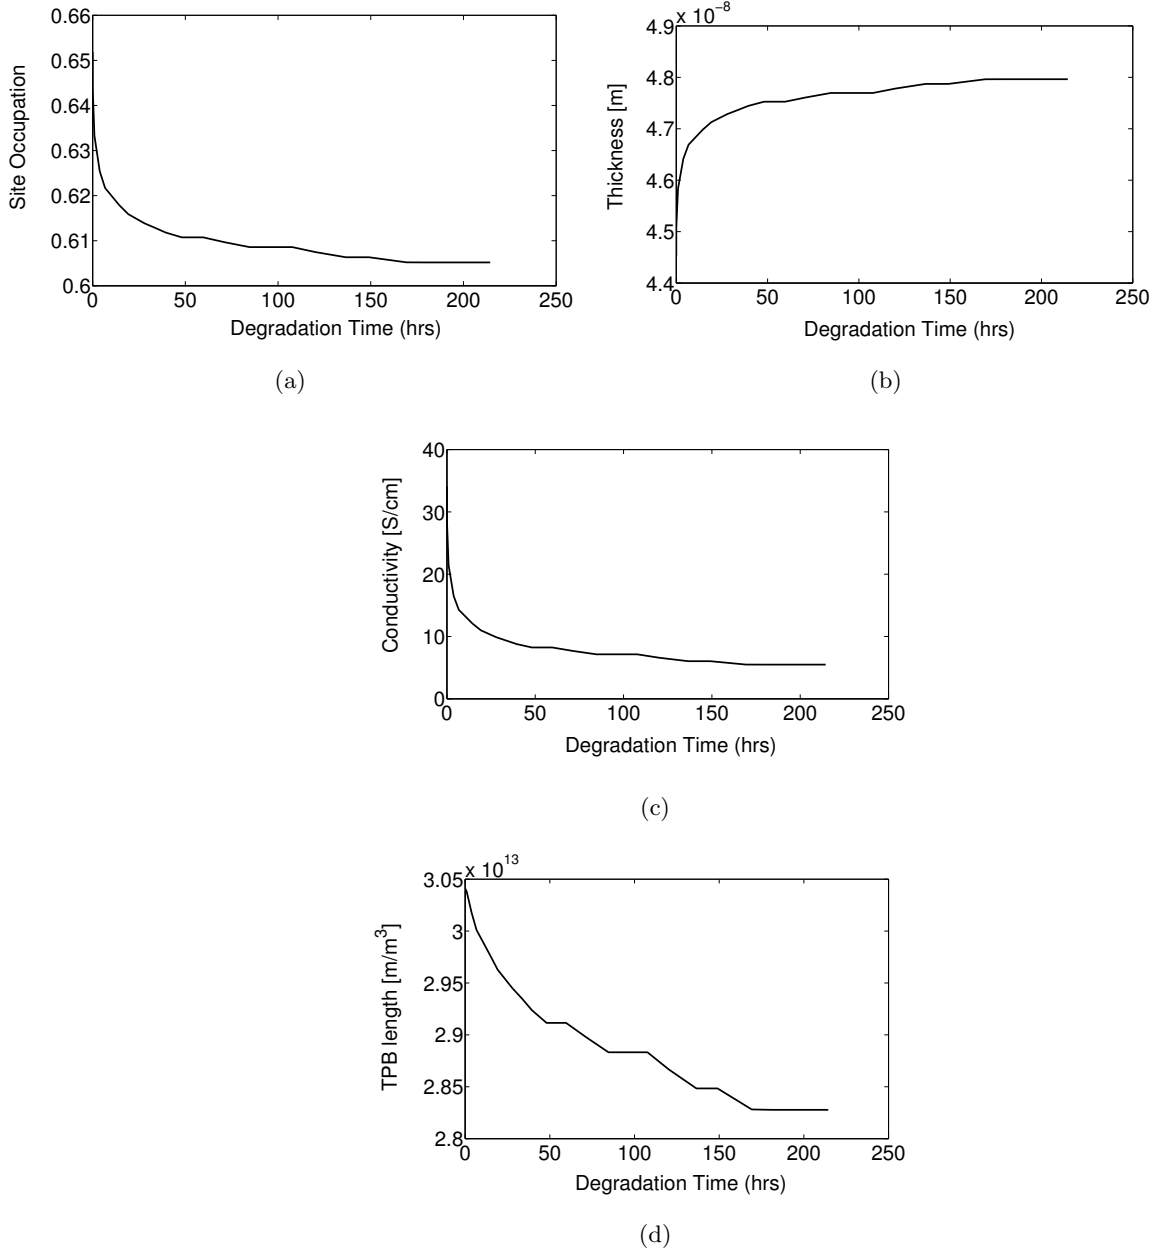 x 10⁻⁸
0.66
0.65
0.64
0.63
0.62
0.61
0.6
Site Occupation
0 50 100 150 200 250
Degradation Time (hrs)
(a)
4.9
4.8
4.7
4.6
4.5
4.4
Thickness [m]
0 50 100 150 200 250
Degradation Time (hrs)
(b)
40
30
20
10
0
Conductivity [S/cm]
0 50 100 150 200 250
Degradation Time (hrs)
(c)
x 10¹³
3.05
3
2.95
2.9
2.85
2.8
TPB length [m/m³]
0 50 100 150 200 250
Degradation Time (hrs)
(d)